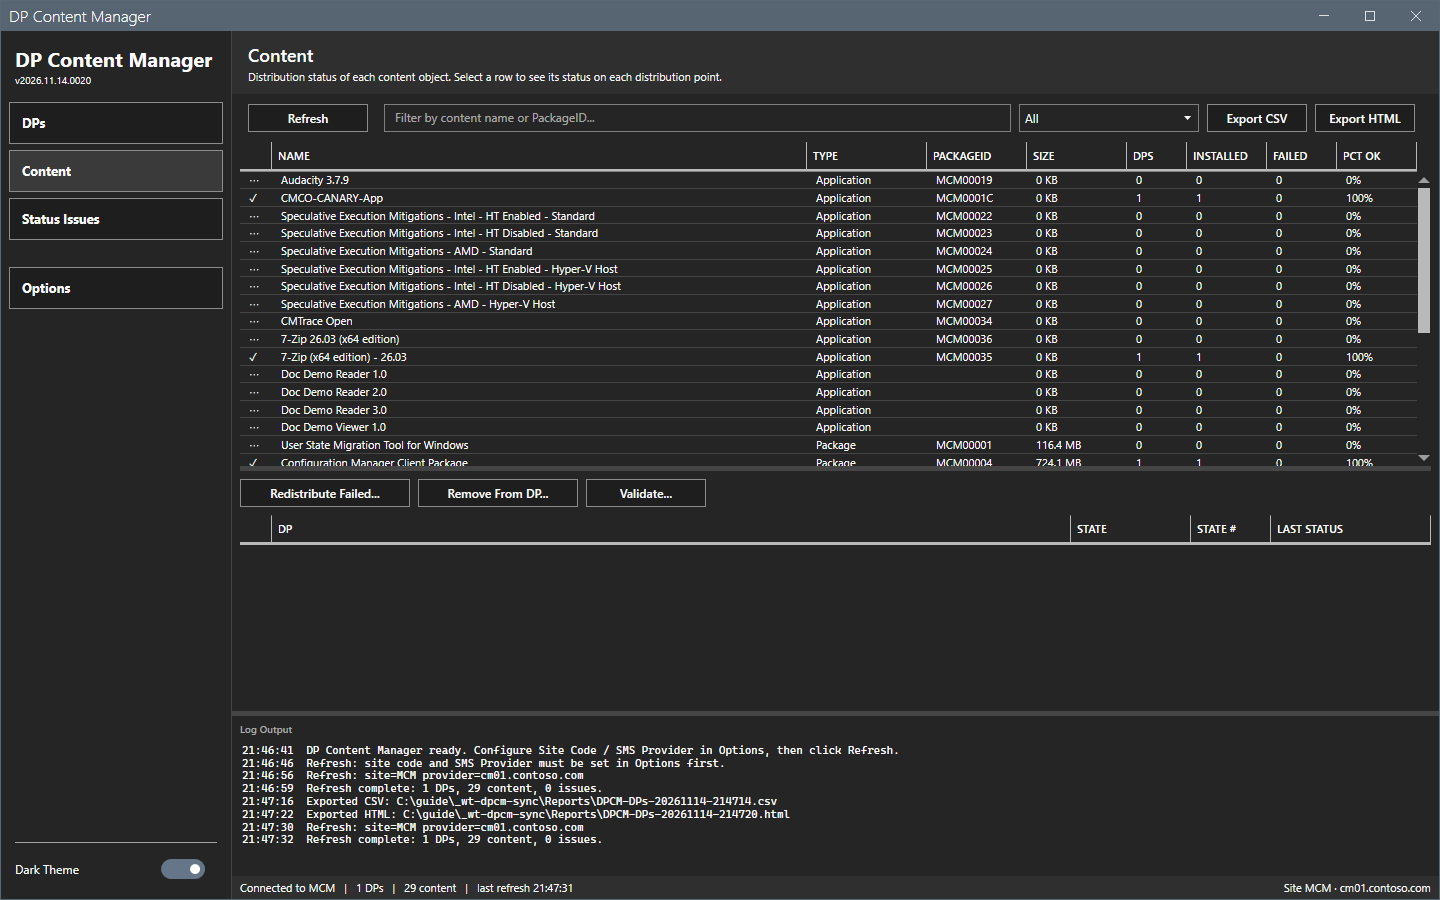 DP Content Manager
DP Content Manager
v2026.11.14.0020
DPs
Content
Status Issues
Options
Dark Theme
Content
Distribution status of each content object. Select a row to see its status on each distribution point.
Refresh Filter by content name or PackageID... All Export CSV Export HTML
NAME TYPE PACKAGEID SIZE DPS INSTALLED FAILED PCT OK
... Audacity 3.7.9 Application MCM00019 0 KB 0 0 0 0%
✓ CMCO-CANARY-App Application MCM0001C 0 KB 1 1 0 100%
... Speculative Execution Mitigations - Intel - HT Enabled - Standard Application MCM00022 0 KB 0 0 0 0%
... Speculative Execution Mitigations - Intel - HT Disabled - Standard Application MCM00023 0 KB 0 0 0 0%
... Speculative Execution Mitigations - AMD - Standard Application MCM00024 0 KB 0 0 0 0%
... Speculative Execution Mitigations - Intel - HT Enabled - Hyper-V Host Application MCM00025 0 KB 0 0 0 0%
... Speculative Execution Mitigations - Intel - HT Disabled - Hyper-V Host Application MCM00026 0 KB 0 0 0 0%
... Speculative Execution Mitigations - AMD - Hyper-V Host Application MCM00027 0 KB 0 0 0 0%
... CMTrace Open Application MCM00034 0 KB 0 0 0 0%
... 7-Zip 26.03 (x64 edition) Application MCM00036 0 KB 0 0 0 0%
✓ 7-Zip (x64 edition) - 26.03 Application MCM00035 0 KB 1 1 0 100%
... Doc Demo Reader 1.0 Application 0 KB 0 0 0 0%
... Doc Demo Reader 2.0 Application 0 KB 0 0 0 0%
... Doc Demo Reader 3.0 Application 0 KB 0 0 0 0%
... Doc Demo Viewer 1.0 Application 0 KB 0 0 0 0%
... User State Migration Tool for Windows Package MCM00001 116.4 MB 0 0 0 0%
✓ Configuration Manager Client Package Package MCM00004 724.1 MB 1 1 0 100%
Redistribute Failed... Remove From DP... Validate...
DP STATE STATE # LAST STATUS
Log Output
21:46:41 DP Content Manager ready. Configure Site Code / SMS Provider in Options, then click Refresh.
21:46:46 Refresh: site code and SMS Provider must be set in Options first.
21:46:56 Refresh: site=MCM provider=cm01.contoso.com
21:46:59 Refresh complete: 1 DPs, 29 content, 0 issues.
21:47:16 Exported CSV: C:\guide\_wt-dpcm-sync\Reports\DPCM-DPs-20261114-214714.csv
21:47:22 Exported HTML: C:\guide\_wt-dpcm-sync\Reports\DPCM-DPs-20261114-214720.html
21:47:30 Refresh: site=MCM provider=cm01.contoso.com
21:47:32 Refresh complete: 1 DPs, 29 content, 0 issues.
Connected to MCM | 1 DPs | 29 content | last refresh 21:47:31 Site MCM · cm01.contoso.com